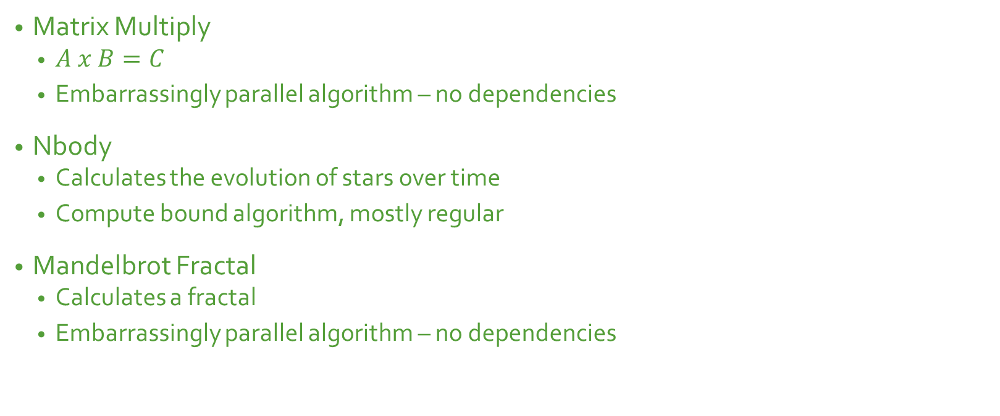 • Matrix Multiply
• A x B = C
• Embarrassingly parallel algorithm – no dependencies
• Nbody
• Calculates the evolution of stars over time
• Compute bound algorithm, mostly regular
• Mandelbrot Fractal
• Calculates a fractal
• Embarrassingly parallel algorithm – no dependencies